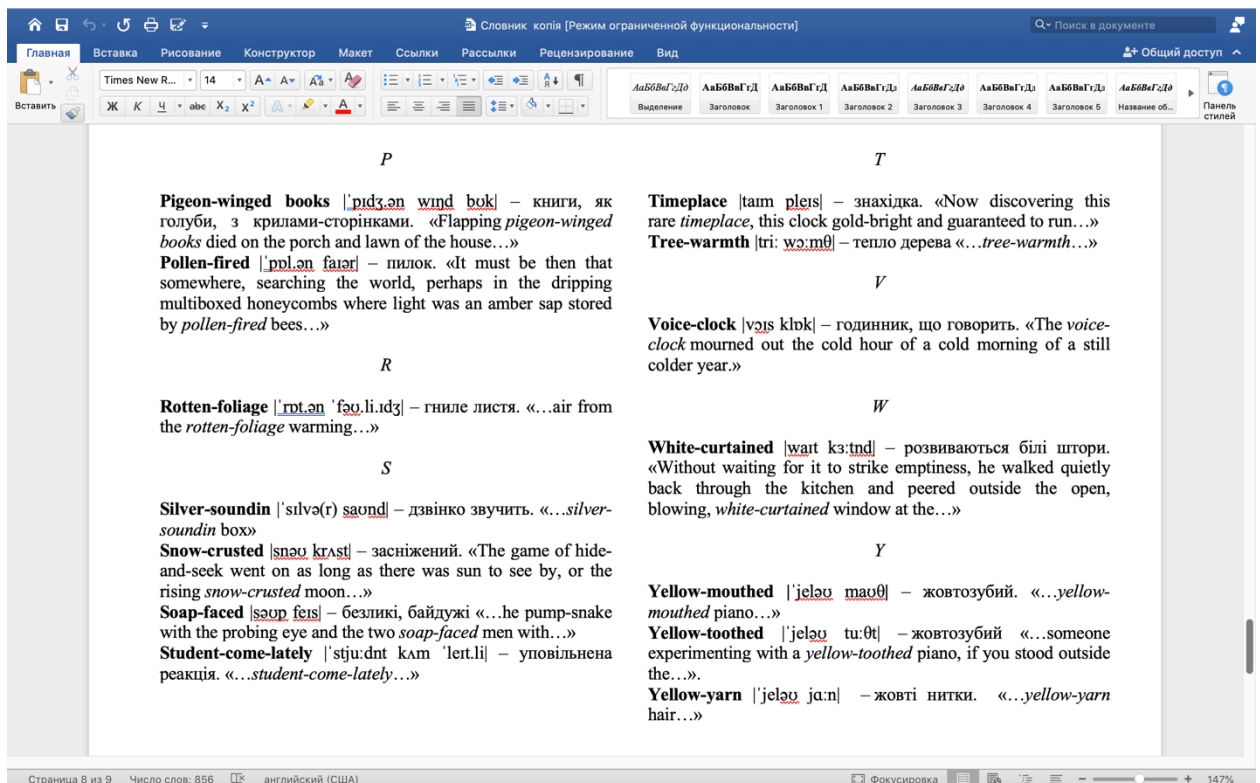 Словник копія [Режим ограниченной функциональности]
Поиск в документе
Главная Вставка Рисование Конструктор Макет Ссылки Рассылки Рецензирование Вид
Общий доступ
Вставить
Times New R... 14
Ж К Ч abc X₂ X² A A
АаБбВвГгДд АаБбВвГгД АаБбВвГгД АаБбВвГгДд АаБбВвГгДд АаБбВвГгДд АаБбВвГгДд АаБбВвГгДд
Выделение Заголовок Заголовок 1 Заголовок 2 Заголовок 3 Заголовок 4 Заголовок 5 Название об...
Панель
стилей
P
Pigeon-winged books |ˈpɪdʒ.ən wɪŋd bʊk| – книги, як
голуби, з крилами-сторінками. «Flapping pigeon-winged
books died on the porch and lawn of the house…»
Pollen-fired |ˈpɒl.ən faɪər| – пилок. «It must be then that
somewhere, searching the world, perhaps in the dripping
multiboxed honeycombs where light was an amber sap stored
by pollen-fired bees…»
R
Rotten-foliage |ˈrɒt.ən ˈfəʊ.li.ɪdʒ| – гниле листя. «…air from
the rotten-foliage warming…»
S
Silver-soundin |ˈsɪlvə(r) saʊnd| – дзвінко звучить. «…silver-
soundin box»
Snow-crusted |snəʊ krʌst| – засніжений. «The game of hide-
and-seek went on as long as there was sun to see by, or the
rising snow-crusted moon…»
Soap-faced |səʊp feɪs| – безликі, байдужі «…he pump-snake
with the probing eye and the two soap-faced men with…»
Student-come-lately |ˈstjuːdnt kʌm ˈleɪt.li| – уповільнена
реакція. «…student-come-lately…»
T
Timeplace |taɪm pleɪs| – знахідка. «Now discovering this
rare timeplace, this clock gold-bright and guaranteed to run…»
Tree-warmth |triː wɔːmθ| – тепло дерева «…tree-warmth…»
V
Voice-clock |vɔɪs klɒk| – годинник, що говорить. «The voice-
clock mourned out the cold hour of a cold morning of a still
colder year.»
W
White-curtained |waɪt kɜːtnd| – розвиваються білі штори.
«Without waiting for it to strike emptiness, he walked quietly
back through the kitchen and peered outside the open,
blowing, white-curtained window at the…»
Y
Yellow-mouthed |ˈjeləʊ maʊθ| – жовтозубий. «…yellow-
mouthed piano…»
Yellow-toothed |ˈjeləʊ tuːθt| – жовтозубий «…someone
experimenting with a yellow-toothed piano, if you stood outside
the…».
Yellow-yarn |ˈjeləʊ jɑːn| – жовті нитки. «…yellow-yarn
hair…»
Страница 8 из 9 Число слов: 856 английский (США) Фокусировка 147%